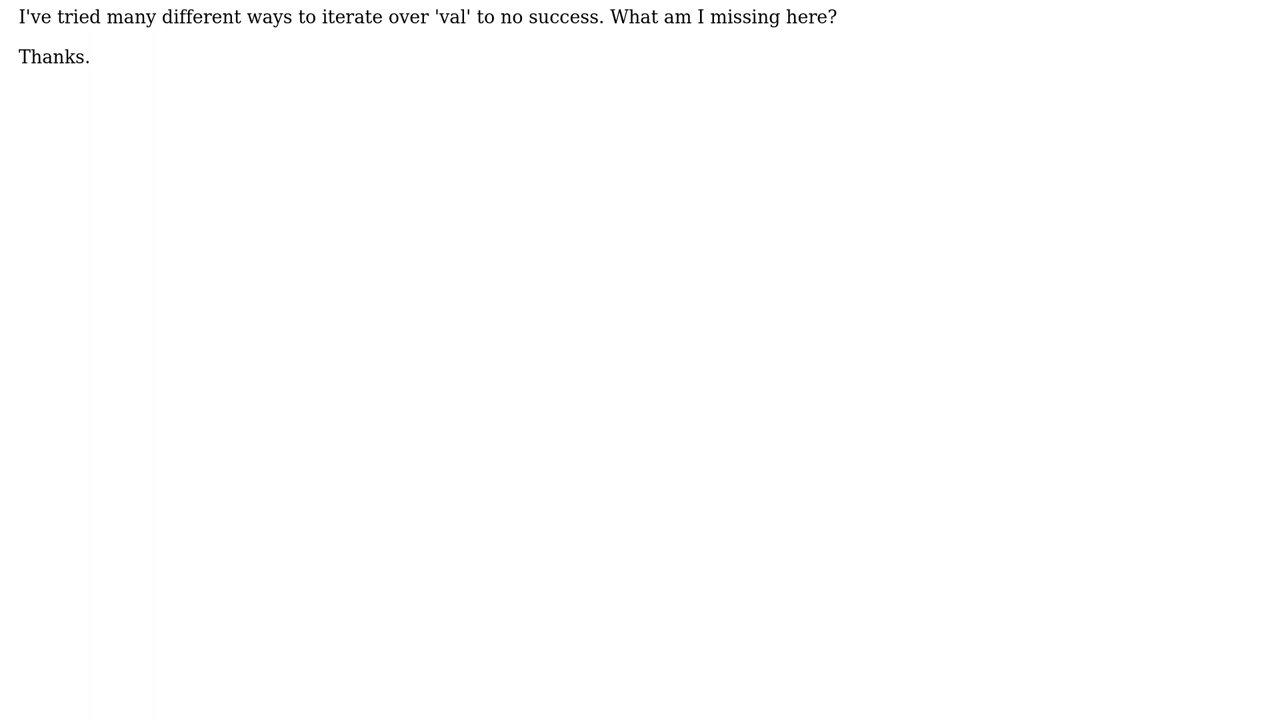 I've tried many different ways to iterate over 'val' to no success. What am I missing here?
Thanks.